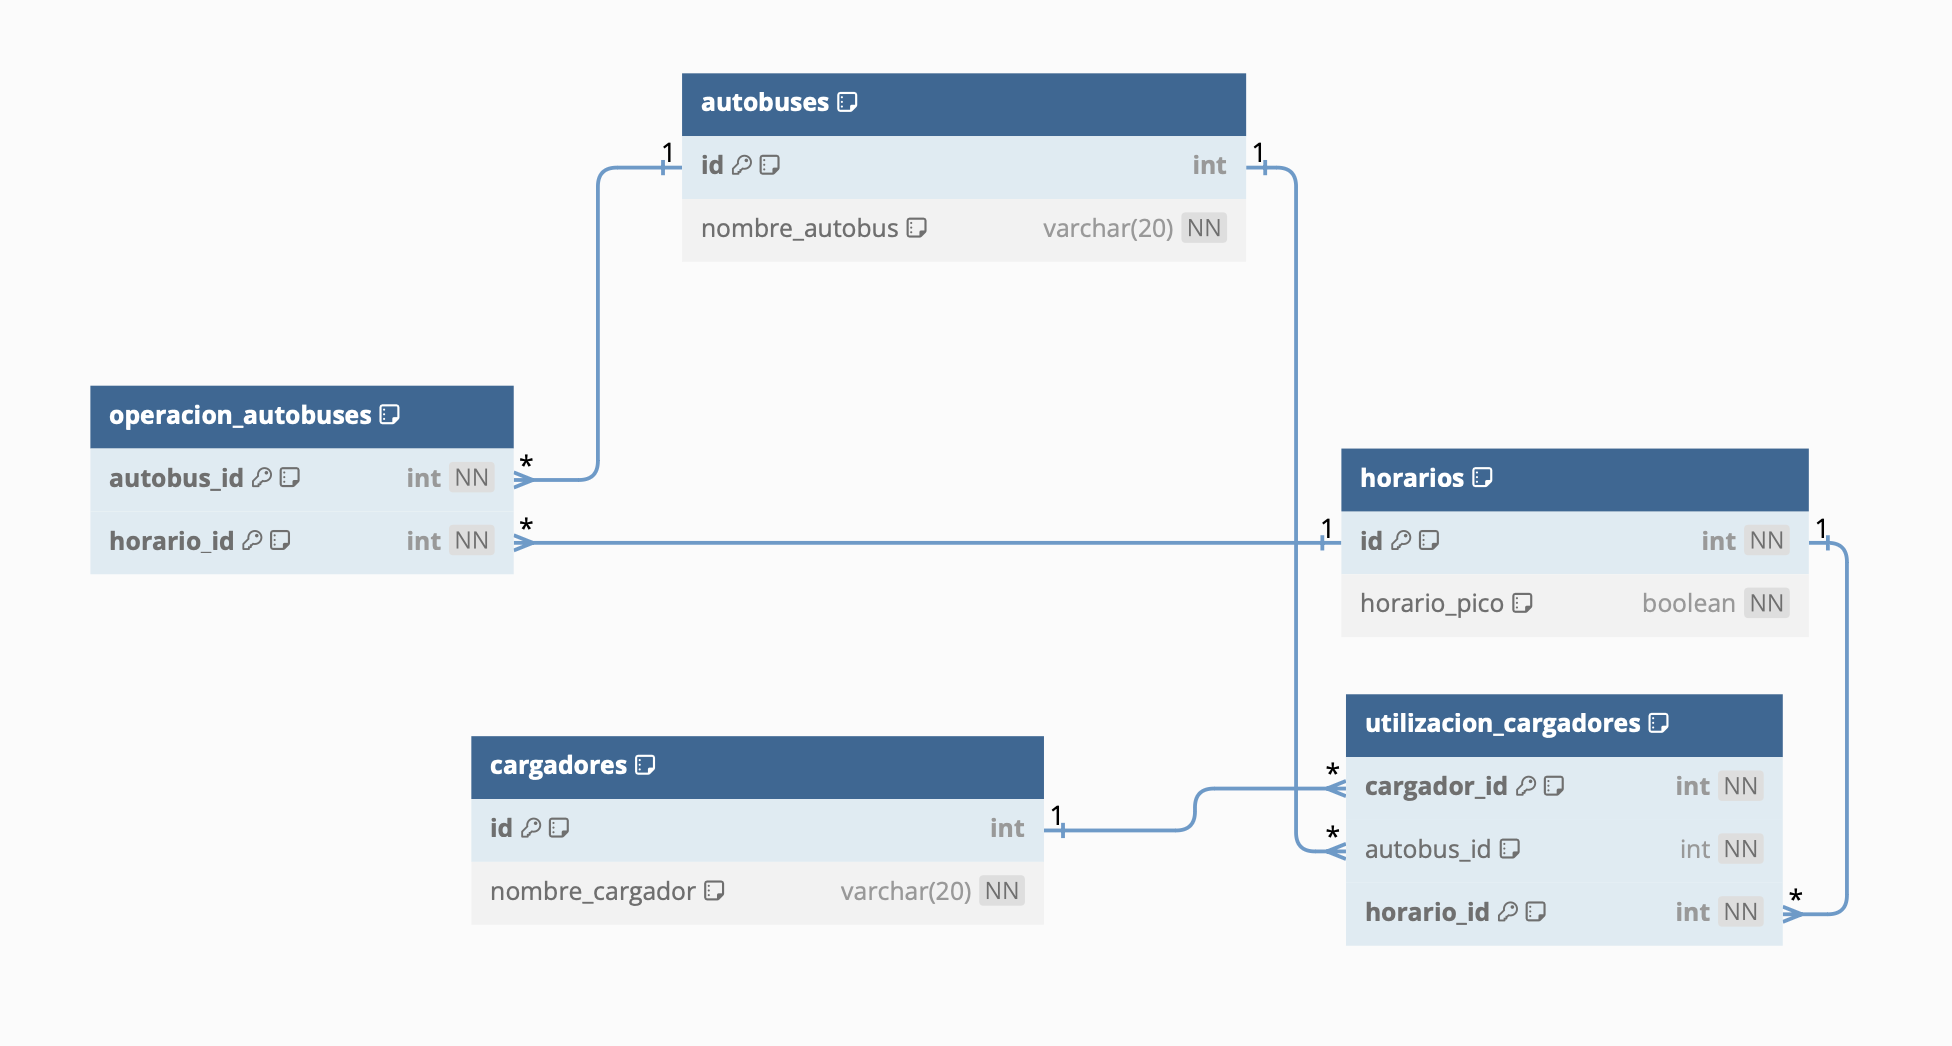 autobuses
1
1
id int
nombre_autobus varchar(20) NN
operacion_autobuses
autobus_id int NN
*
horario_id int NN
*
horarios
1
id int NN
1
horario_pico boolean NN
cargadores
id int
1
nombre_cargador varchar(20) NN
utilizacion_cargadores
*
cargador_id int NN
*
autobus_id int NN
horario_id int NN
*